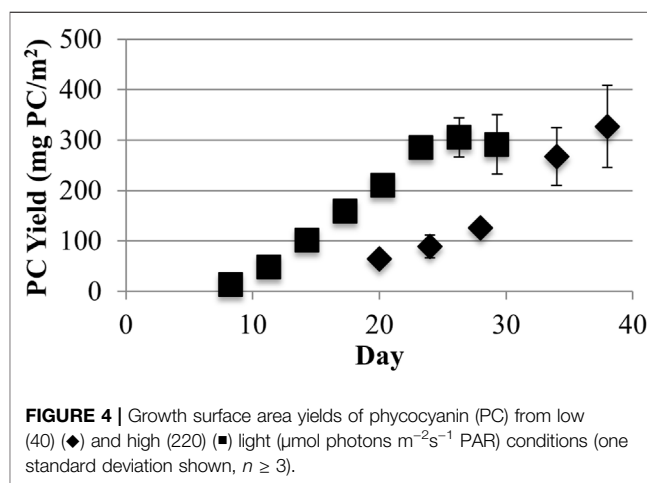 500
400
300
200
100
0
PC Yield (mg PC/m²)
0 10 20 30 40
Day
FIGURE 4 | Growth surface area yields of phycocyanin (PC) from low
(40) (◆) and high (220) (■) light (μmol photons m⁻²s⁻¹ PAR) conditions (one
standard deviation shown, n ≥ 3).